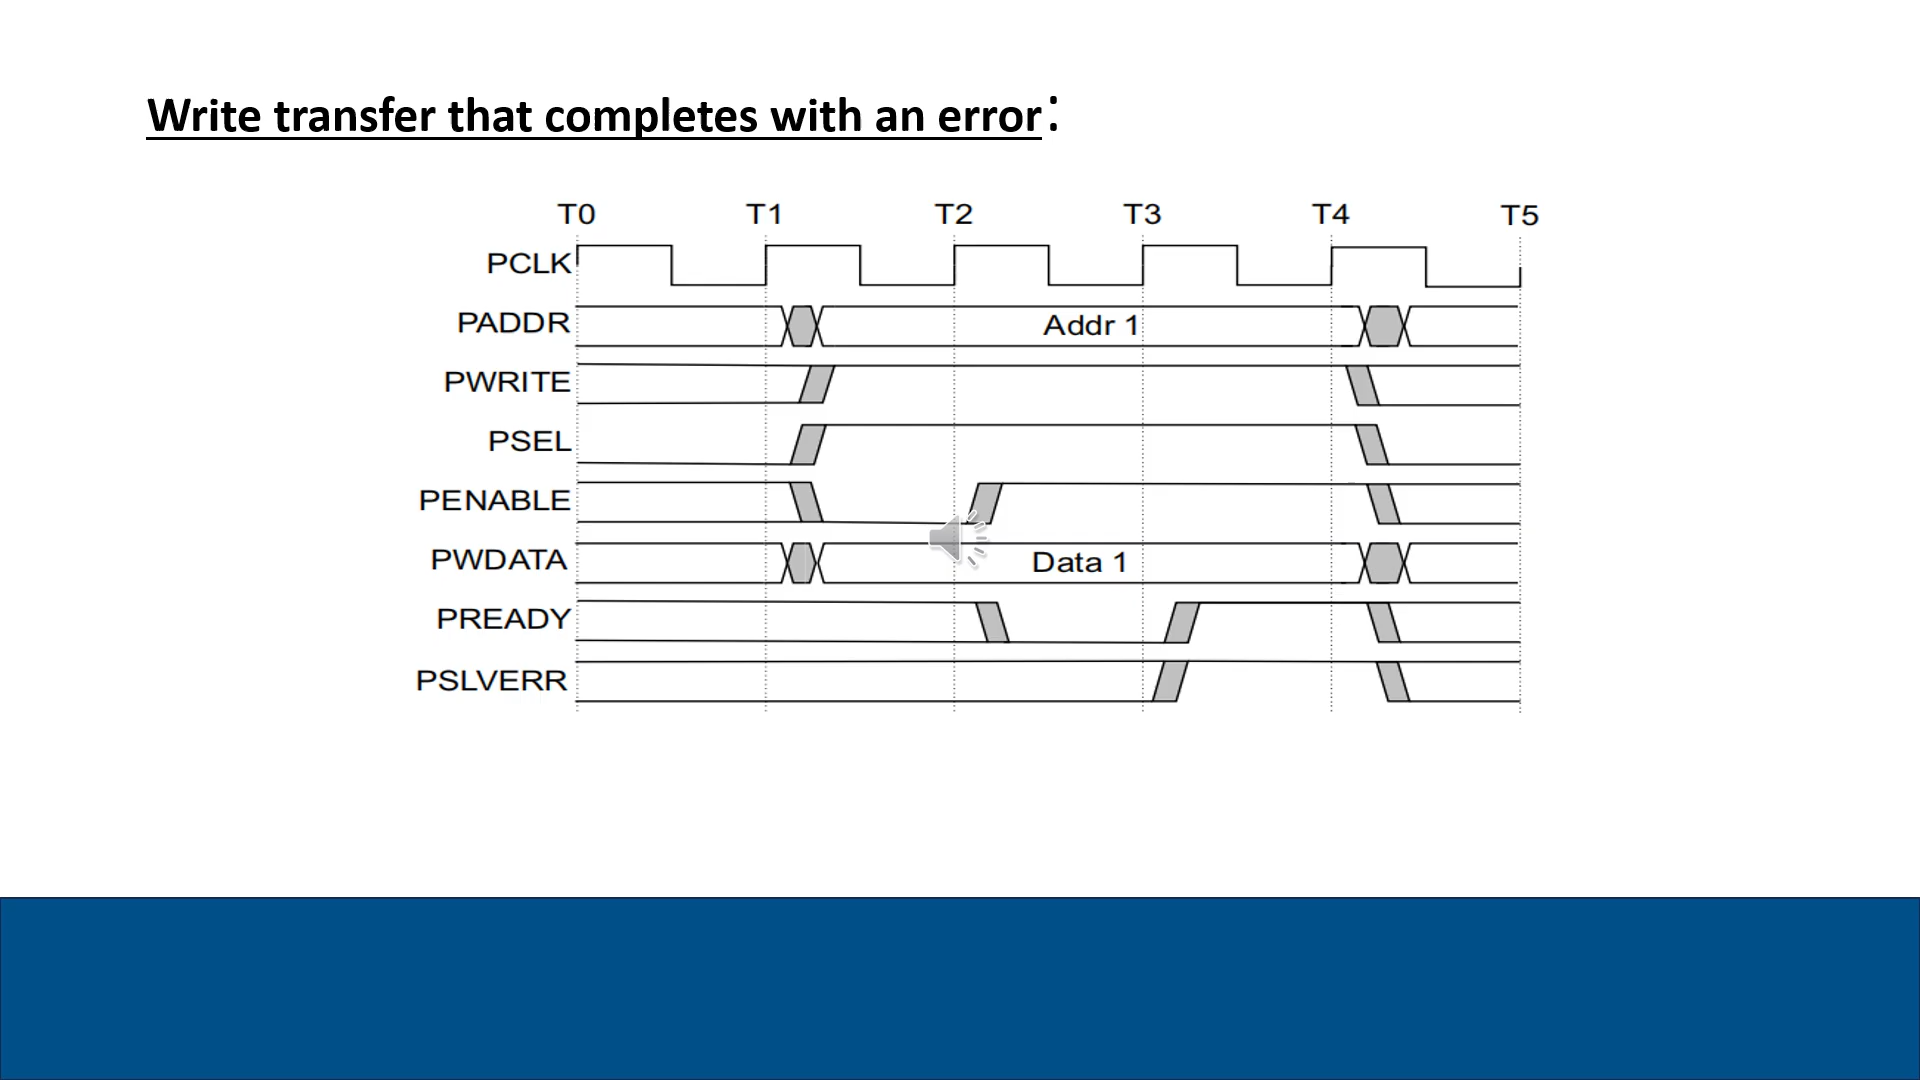 Write transfer that completes with an error:
T0 T1 T2 T3 T4 T5
PCLK
PADDR Addr 1
PWRITE
PSEL
PENABLE
PWDATA Data 1
PREADY
PSLVERR